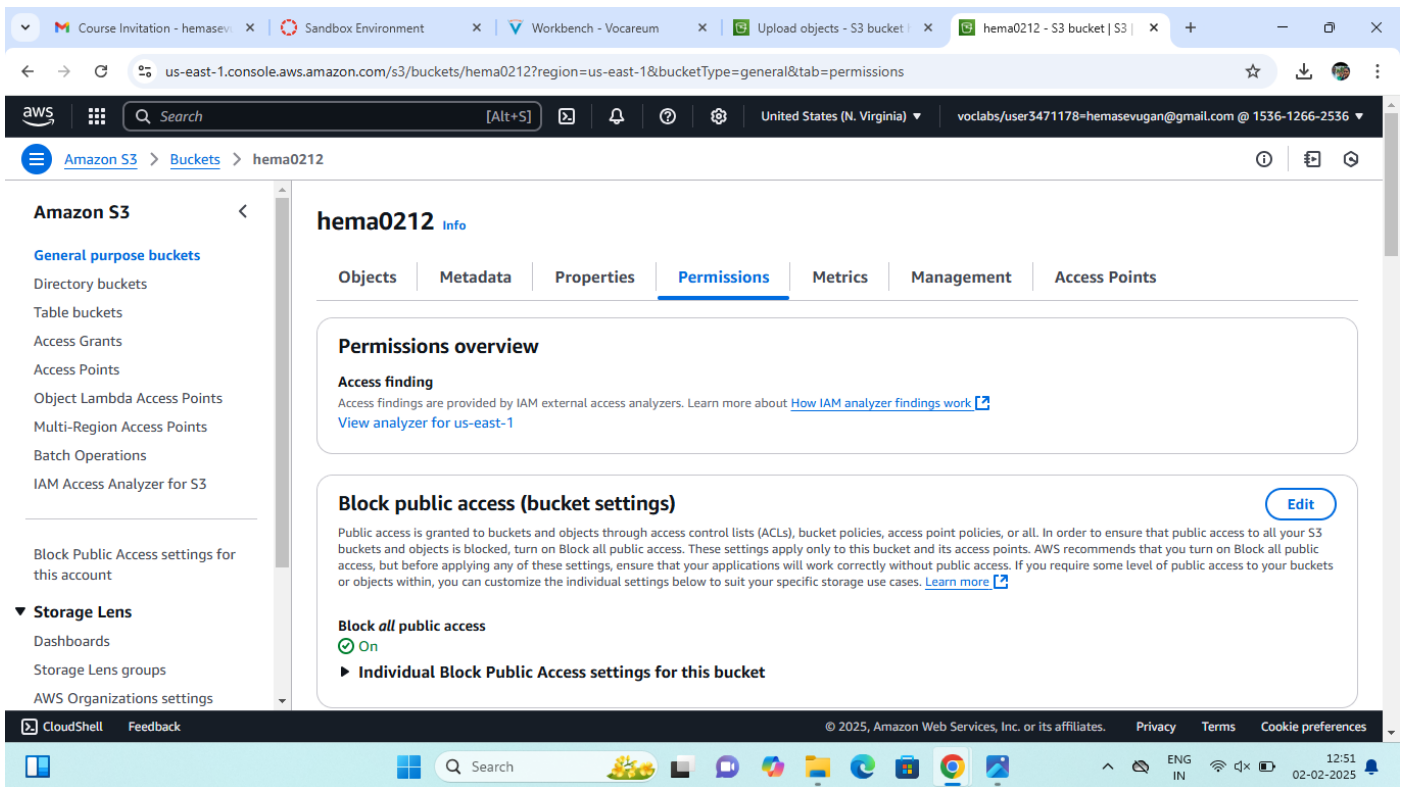 Course Invitation - hemasev
Sandbox Environment
Workbench - Vocareum
Upload objects - S3 bucket
hema0212 - S3 bucket | S3 |
us-east-1.console.aws.amazon.com/s3/buckets/hema0212?region=us-east-1&bucketType=general&tab=permissions
aws
Search [Alt+S]
United States (N. Virginia)
voclabs/user3471178=hemasevugan@gmail.com @ 1536-1266-2536
Amazon S3 > Buckets > hema0212
Amazon S3
General purpose buckets
Directory buckets
Table buckets
Access Grants
Access Points
Object Lambda Access Points
Multi-Region Access Points
Batch Operations
IAM Access Analyzer for S3
Block Public Access settings for
this account
Storage Lens
Dashboards
Storage Lens groups
AWS Organizations settings
hema0212 Info
Objects Metadata Properties Permissions Metrics Management Access Points
Permissions overview
Access finding
Access findings are provided by IAM external access analyzers. Learn more about How IAM analyzer findings work
View analyzer for us-east-1
Block public access (bucket settings)
Edit
Public access is granted to buckets and objects through access control lists (ACLs), bucket policies, access point policies, or all. In order to ensure that public access to all your S3
buckets and objects is blocked, turn on Block all public access. These settings apply only to this bucket and its access points. AWS recommends that you turn on Block all public
access, but before applying any of these settings, ensure that your applications will work correctly without public access. If you require some level of public access to your buckets
or objects within, you can customize the individual settings below to suit your specific storage use cases. Learn more
Block all public access
On
Individual Block Public Access settings for this bucket
CloudShell Feedback
© 2025, Amazon Web Services, Inc. or its affiliates. Privacy Terms Cookie preferences
Search
ENG
IN
12:51
02-02-2025